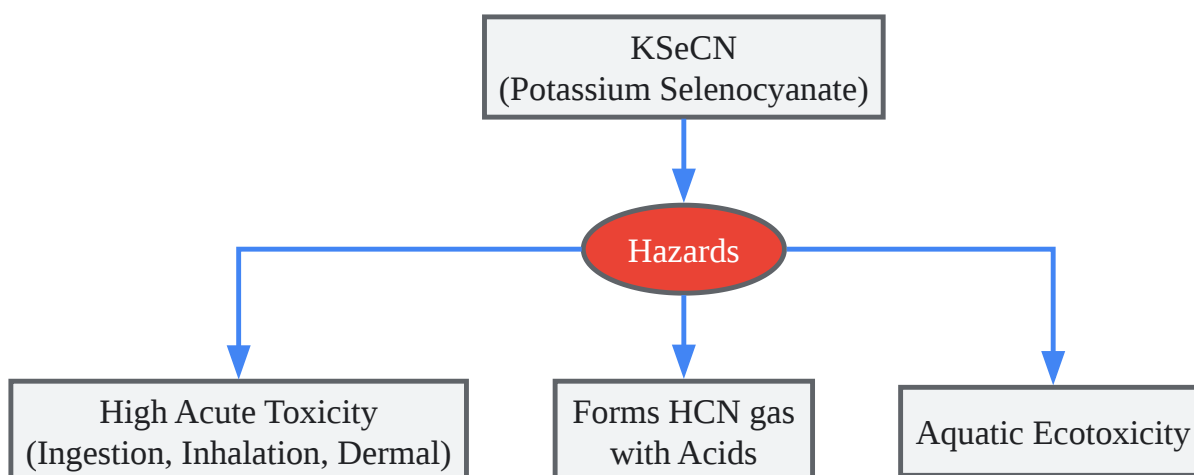 KSeCN
(Potassium Selenocyanate)
Hazards
High Acute Toxicity
(Ingestion, Inhalation, Dermal)
Forms HCN gas
with Acids
Aquatic Ecotoxicity